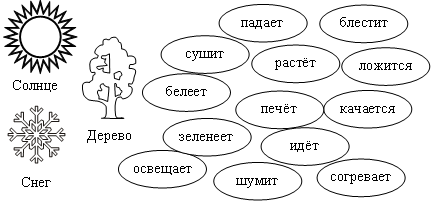 падает
блестит
сушит
растёт
ложится
Солнце
белеет
печёт
качается
Дерево
зеленеет
идёт
освещает
Снег
шумит
согревает